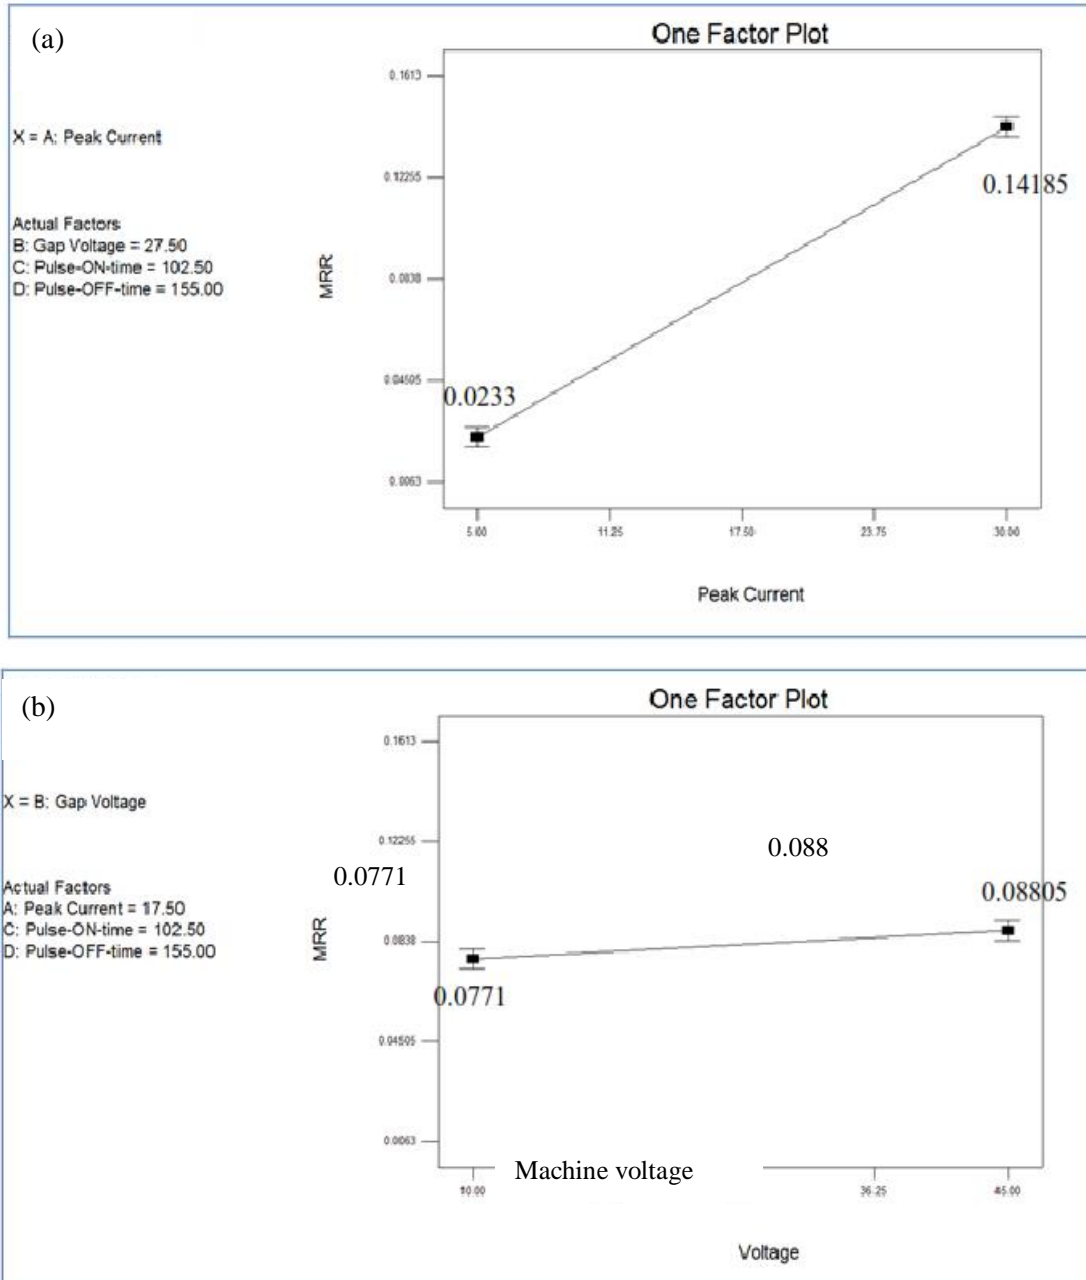 (a)
One Factor Plot
X = A: Peak Current
Actual Factors
B: Gap Voltage = 27.50
C: Pulse-ON-time = 102.50
D: Pulse-OFF-time = 155.00
MRR
0.1613
0.12255
0.0838
0.04505
0.0063
0.0233
0.14185
5.00 11.25 17.50 23.75 30.00
Peak Current
(b)
One Factor Plot
X = B: Gap Voltage
Actual Factors
A: Peak Current = 17.50
C: Pulse-ON-time = 102.50
D: Pulse-OFF-time = 155.00
MRR
0.1613
0.12255
0.0838
0.04505
0.0063
0.0771
0.088
0.08805
0.0771
Machine voltage
10.00 36.25 45.00
Voltage